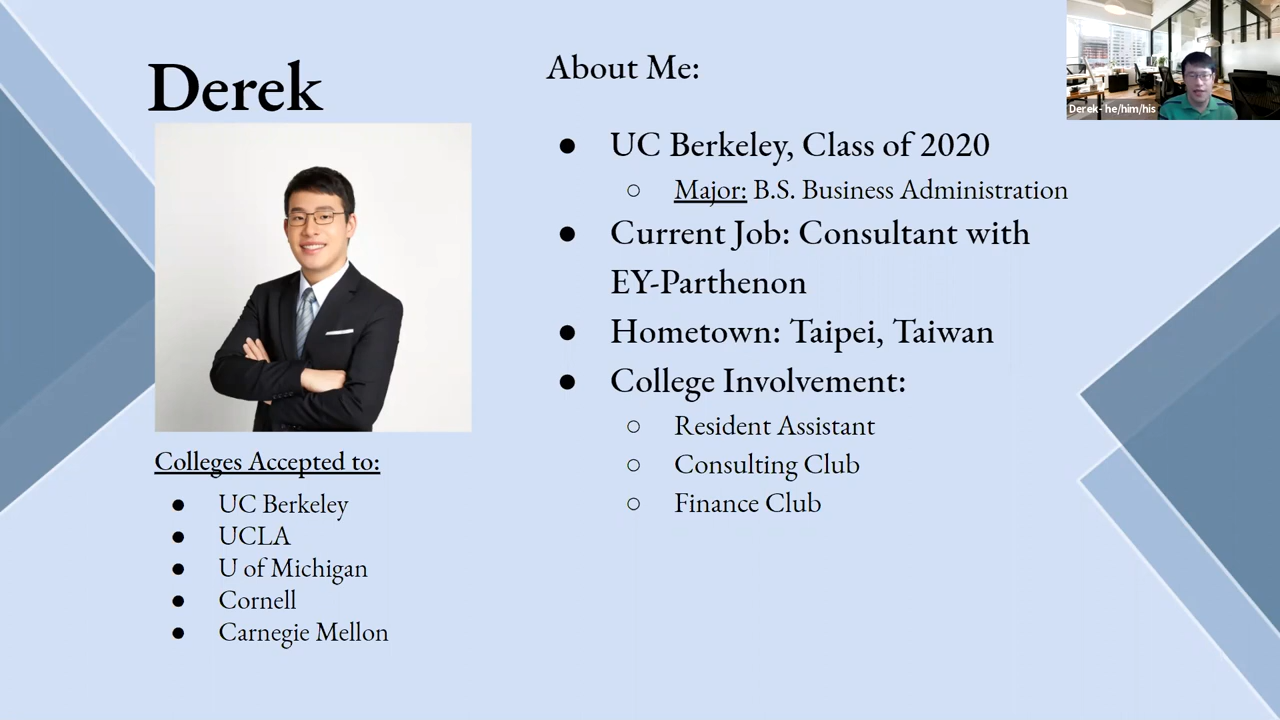 Derek
Colleges Accepted to:
● UC Berkeley
● UCLA
● U of Michigan
● Cornell
● Carnegie Mellon
About Me:
● UC Berkeley, Class of 2020
○ Major: B.S. Business Administration
● Current Job: Consultant with
EY-Parthenon
● Hometown: Taipei, Taiwan
● College Involvement:
○ Resident Assistant
○ Consulting Club
○ Finance Club
Derek- he/him/his